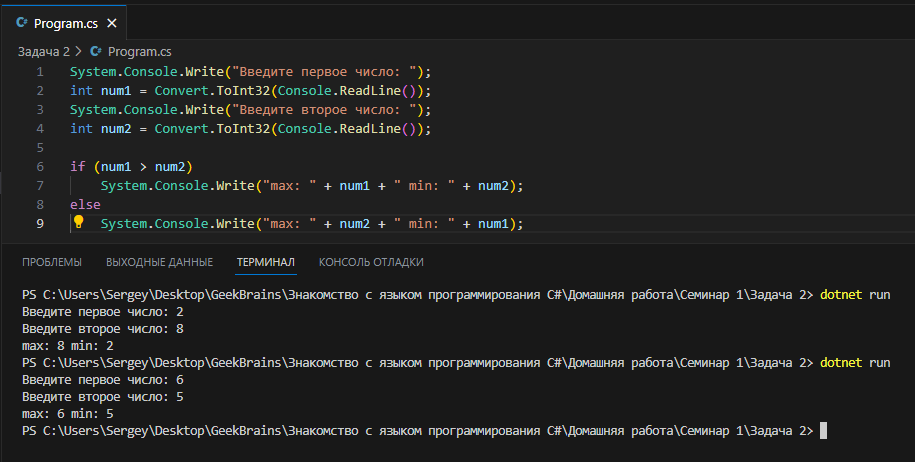 Program.cs
Задача 2 > Program.cs
1 System.Console.Write("Введите первое число: ");
2 int num1 = Convert.ToInt32(Console.ReadLine());
3 System.Console.Write("Введите второе число: ");
4 int num2 = Convert.ToInt32(Console.ReadLine());
5
6 if (num1 > num2)
7     System.Console.Write("max: " + num1 + " min: " + num2);
8 else
9     System.Console.Write("max: " + num2 + " min: " + num1);
ПРОБЛЕМЫ ВЫХОДНЫЕ ДАННЫЕ ТЕРМИНАЛ КОНСОЛЬ ОТЛАДКИ
PS C:\Users\Sergey\Desktop\GeekBrains\Знакомство с языком программирования C#\Домашняя работа\Семинар 1\Задача 2> dotnet run
Введите первое число: 2
Введите второе число: 8
max: 8 min: 2
PS C:\Users\Sergey\Desktop\GeekBrains\Знакомство с языком программирования C#\Домашняя работа\Семинар 1\Задача 2> dotnet run
Введите первое число: 6
Введите второе число: 5
max: 6 min: 5
PS C:\Users\Sergey\Desktop\GeekBrains\Знакомство с языком программирования C#\Домашняя работа\Семинар 1\Задача 2>